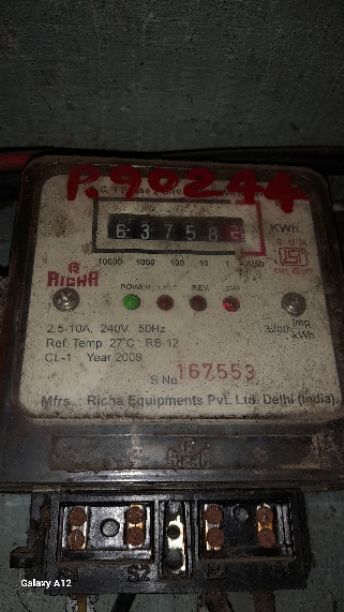 P.90244
6 3 7 5 8
KWh
10000 1000 100 10 1
RICHA
POWER REV. CAL
2.5-10A, 240V 50Hz
3200 imp kWh
Ref Temp 27°C RS-12
CL-1 Year 2009
S.No. 167553
Mfrs. : Richa Equipments Pvt. Ltd. Delhi (India)
Galaxy A12